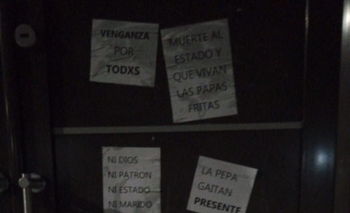 VENGANZA
POR
TODXS
MUERTE AL
ESTADO Y
QUE VIVAN
LAS PAPAS
FRITAS
NI DIOS
NI PATRON
NI ESTADO
NI MARIDO
LA PEPA
GAITAN
PRESENTE